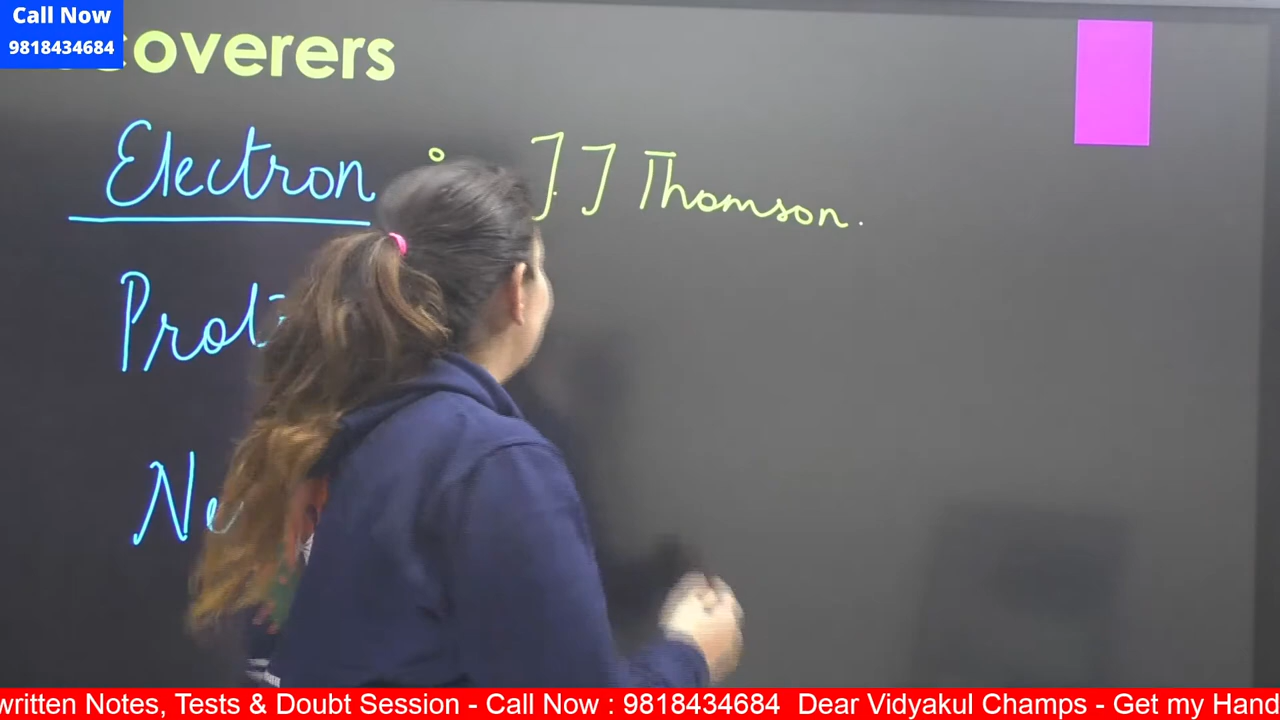 Call Now
9818434684
coverers
Electron : J J Thomson.
Prot
Ne
written Notes, Tests & Doubt Session - Call Now : 9818434684 Dear Vidyakul Champs - Get my Hand